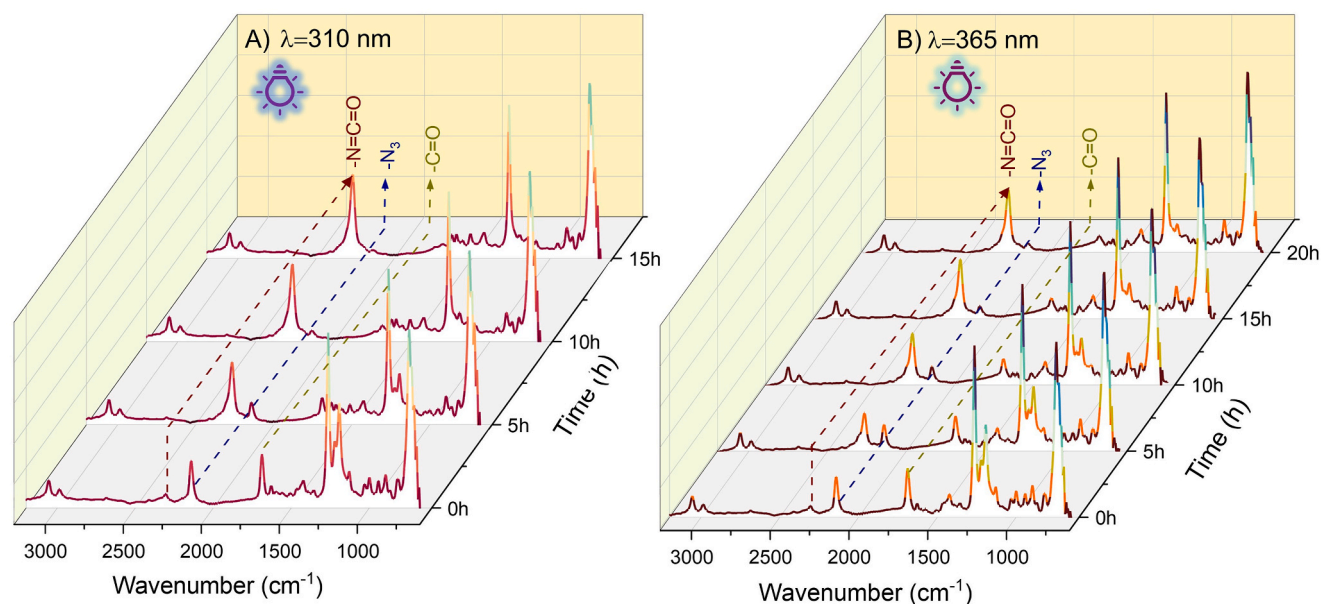 A) λ=310 nm
-N=C=O
-N₃
-C=O
15h
10h
5h
0h
Time (h)
3000 2500 2000 1500 1000
Wavenumber (cm⁻¹)
B) λ=365 nm
-N=C=O
-N₃
-C=O
20h
15h
10h
5h
0h
Time (h)
3000 2500 2000 1500 1000
Wavenumber (cm⁻¹)